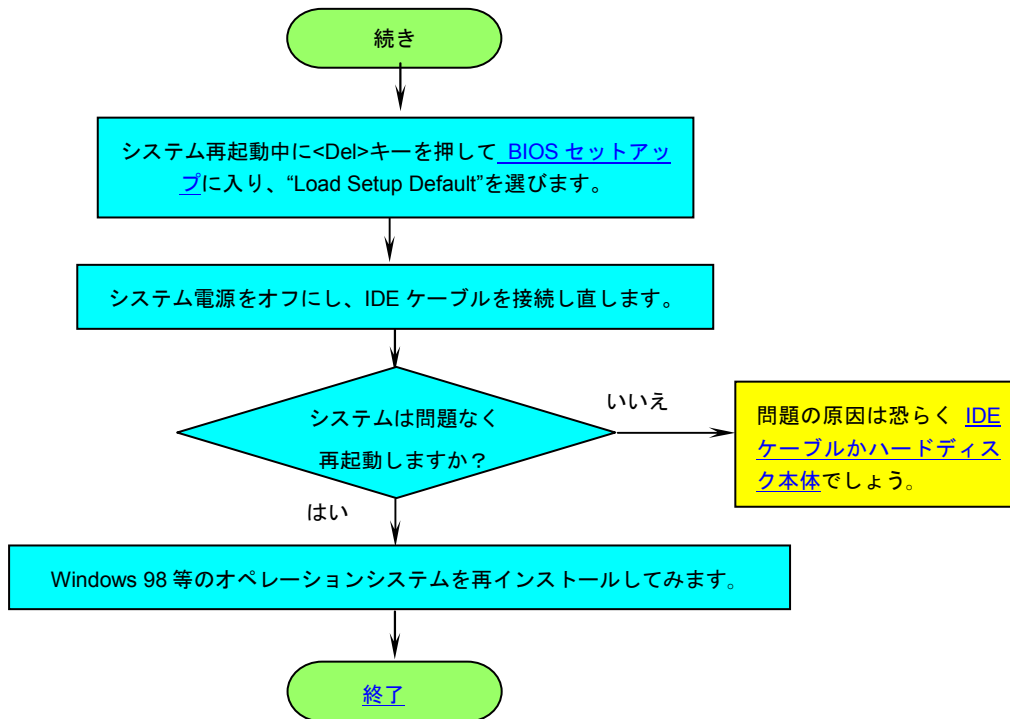 続き
システム再起動中に<Del>キーを押して BIOS セットアッ
プに入り、“Load Setup Default”を選びます。
システム電源をオフにし、IDE ケーブルを接続し直します。
システムは問題なく
再起動しますか？
いいえ
問題の原因は恐らく IDE
ケーブルかハードディス
ク本体でしょう。
はい
Windows 98 等のオペレーションシステムを再インストールしてみます。
終了